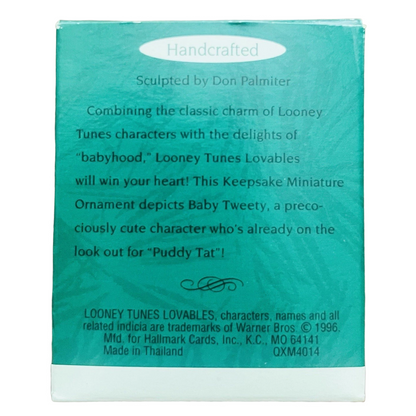 Handcrafted
Sculpted by Don Palmiter
Combining the classic charm of Looney
Tunes characters with the delights of
"babyhood," Looney Tunes Lovables
will win your heart! This Keepsake Miniature
Ornament depicts Baby Tweety, a preco-
ciously cute character who's already on the
look out for "Puddy Tat"!
LOONEY TUNES LOVABLES, characters, names and all
related indicia are trademarks of Warner Bros. © 1996.
Mfd. for Hallmark Cards, Inc., K.C., MO 64141
Made in Thailand QXM4014